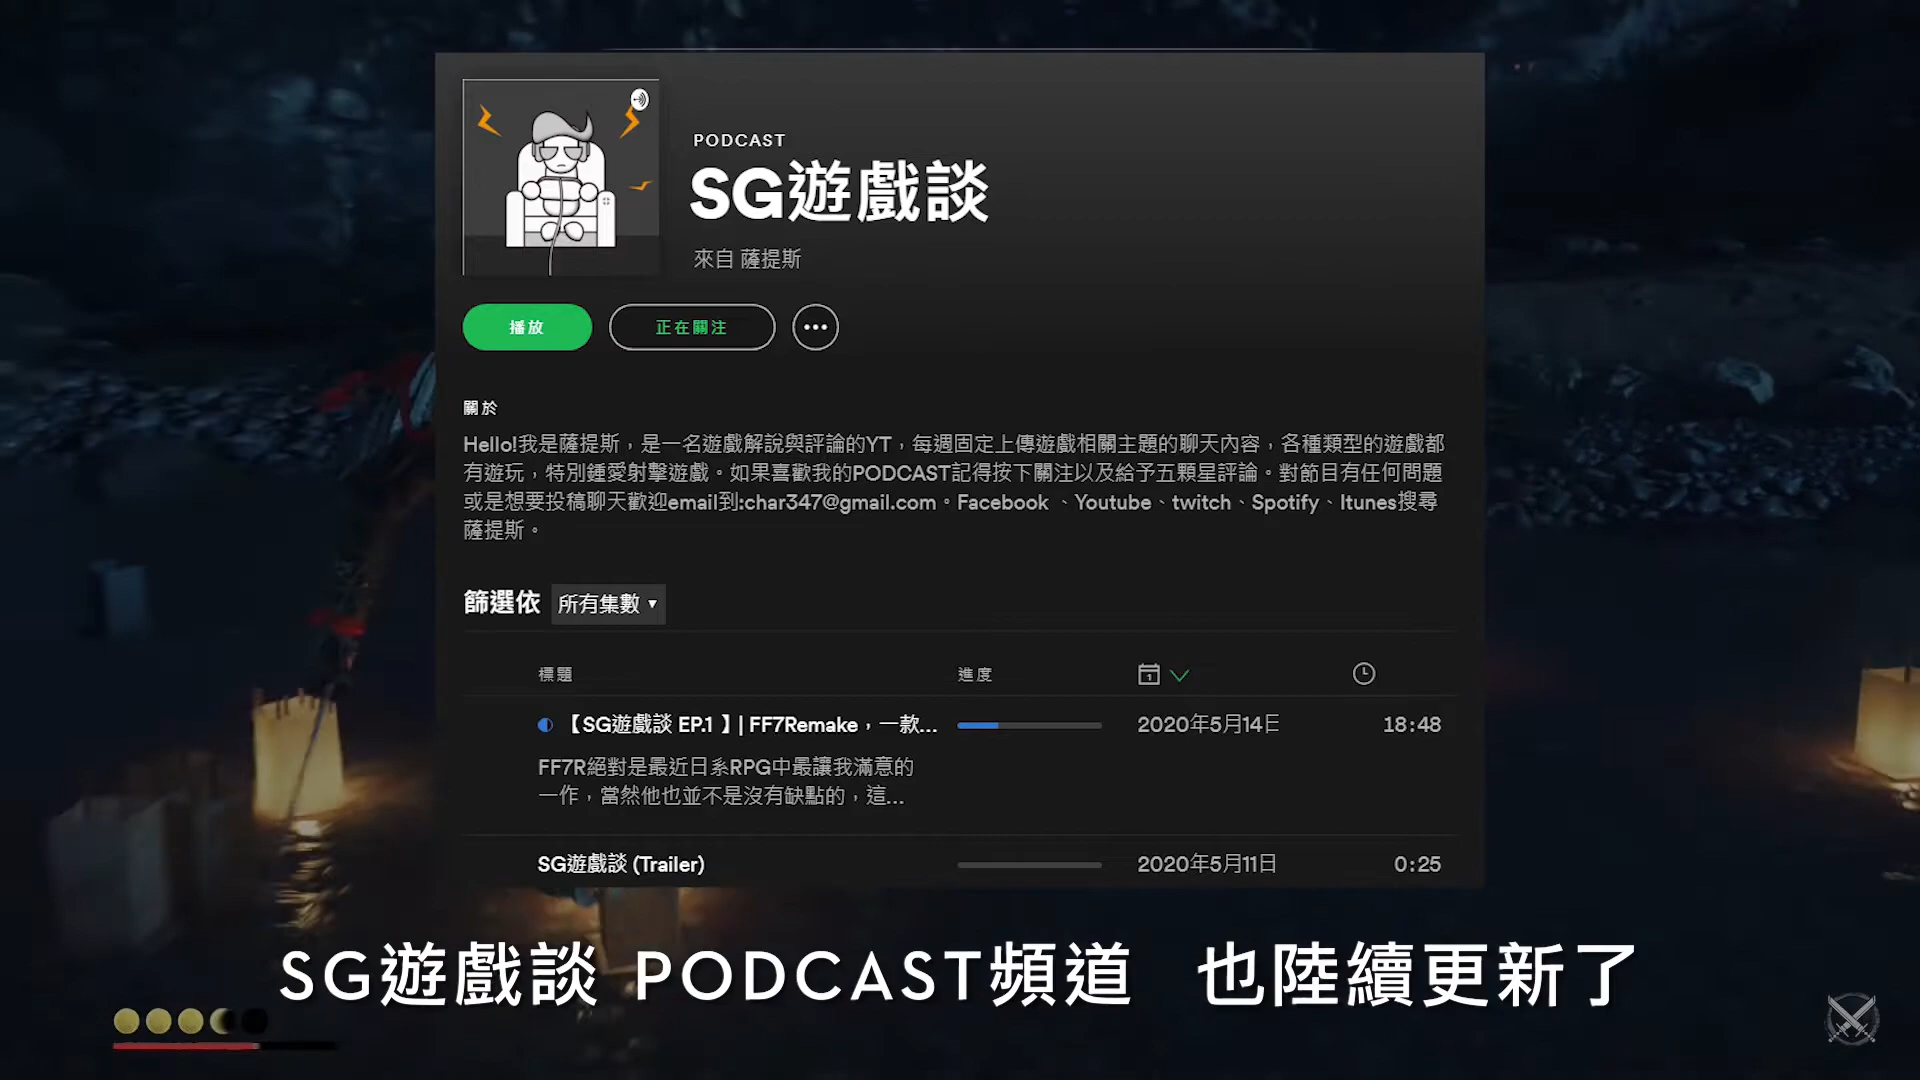 PODCAST
SG遊戲談
來自 薩提斯
播放
正在關注
關於
Hello!我是薩提斯，是一名遊戲解說與評論的YT，每週固定上傳遊戲相關主題的聊天內容，各種類型的遊戲都
有遊玩，特別鍾愛射擊遊戲。如果喜歡我的PODCAST記得按下關注以及給予五顆星評論。對節目有任何問題
或是想要投稿聊天歡迎email到:char347@gmail.com。Facebook 、Youtube、twitch、Spotify、Itunes搜尋
薩提斯。
篩選依 所有集數
標題 進度
【SG遊戲談 EP.1 】| FF7Remake，一款... 2020年5月14日 18:48
FF7R絕對是最近日系RPG中最讓我滿意的
一作，當然他也並不是沒有缺點的，這...
SG遊戲談 (Trailer) 2020年5月11日 0:25
SG遊戲談 PODCAST頻道 也陸續更新了